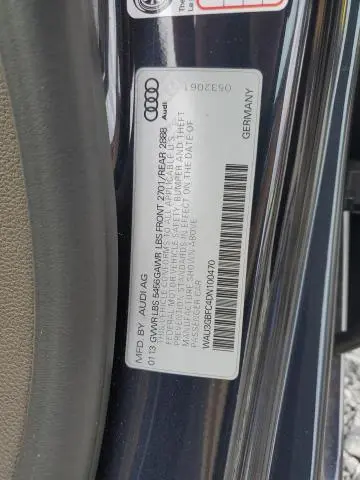 Audi
0532061
GERMANY
MFD. BY AUDI AG
01 13 GVWR LBS 5456 GAWR LBS FRONT 2701/REAR 2888
THIS VEHICLE CONFORMS TO ALL APPLICABLE U.S.
FEDERAL MOTOR VEHICLE SAFETY, BUMPER AND THEFT
PREVENTION STANDARDS IN EFFECT ON THE DATE OF
MANUFACTURE SHOWN ABOVE
PASSENGER CAR
WAU3GBFC4DN100470